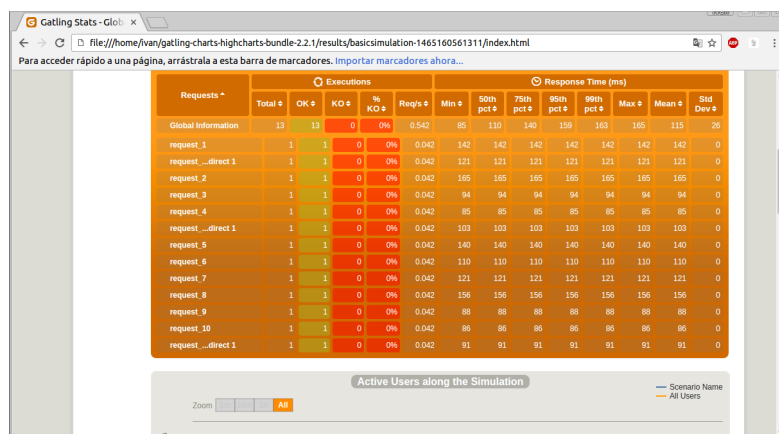 Gatling Stats - Glob
file:///home/ivan/gatling-charts-highcharts-bundle-2.2.1/results/basicsimulation-1465160561311/index.html
ABP
Para acceder rápido a una página, arrástrala a esta barra de marcadores. Importar marcadores ahora...
Executions Response Time (ms)
Requests Total OK KO % KO Req/s Min 50th pct 75th pct 95th pct 99th pct Max Mean Std Dev
Global Information 13 13 0 0% 0.542 85 110 140 159 163 165 115 26
request_1 1 1 0 0% 0.042 142 142 142 142 142 142 142 0
request_...direct 1 1 1 0 0% 0.042 121 121 121 121 121 121 121 0
request_2 1 1 0 0% 0.042 165 165 165 165 165 165 165 0
request_3 1 1 0 0% 0.042 94 94 94 94 94 94 94 0
request_4 1 1 0 0% 0.042 85 85 85 85 85 85 85 0
request_...direct 1 1 1 0 0% 0.042 103 103 103 103 103 103 103 0
request_5 1 1 0 0% 0.042 140 140 140 140 140 140 140 0
request_6 1 1 0 0% 0.042 110 110 110 110 110 110 110 0
request_7 1 1 0 0% 0.042 121 121 121 121 121 121 121 0
request_8 1 1 0 0% 0.042 156 156 156 156 156 156 156 0
request_9 1 1 0 0% 0.042 88 88 88 88 88 88 88 0
request_10 1 1 0 0% 0.042 86 86 86 86 86 86 86 0
request_...direct 1 1 1 0 0% 0.042 91 91 91 91 91 91 91 0
Active Users along the Simulation
Scenario Name
All Users
Zoom All